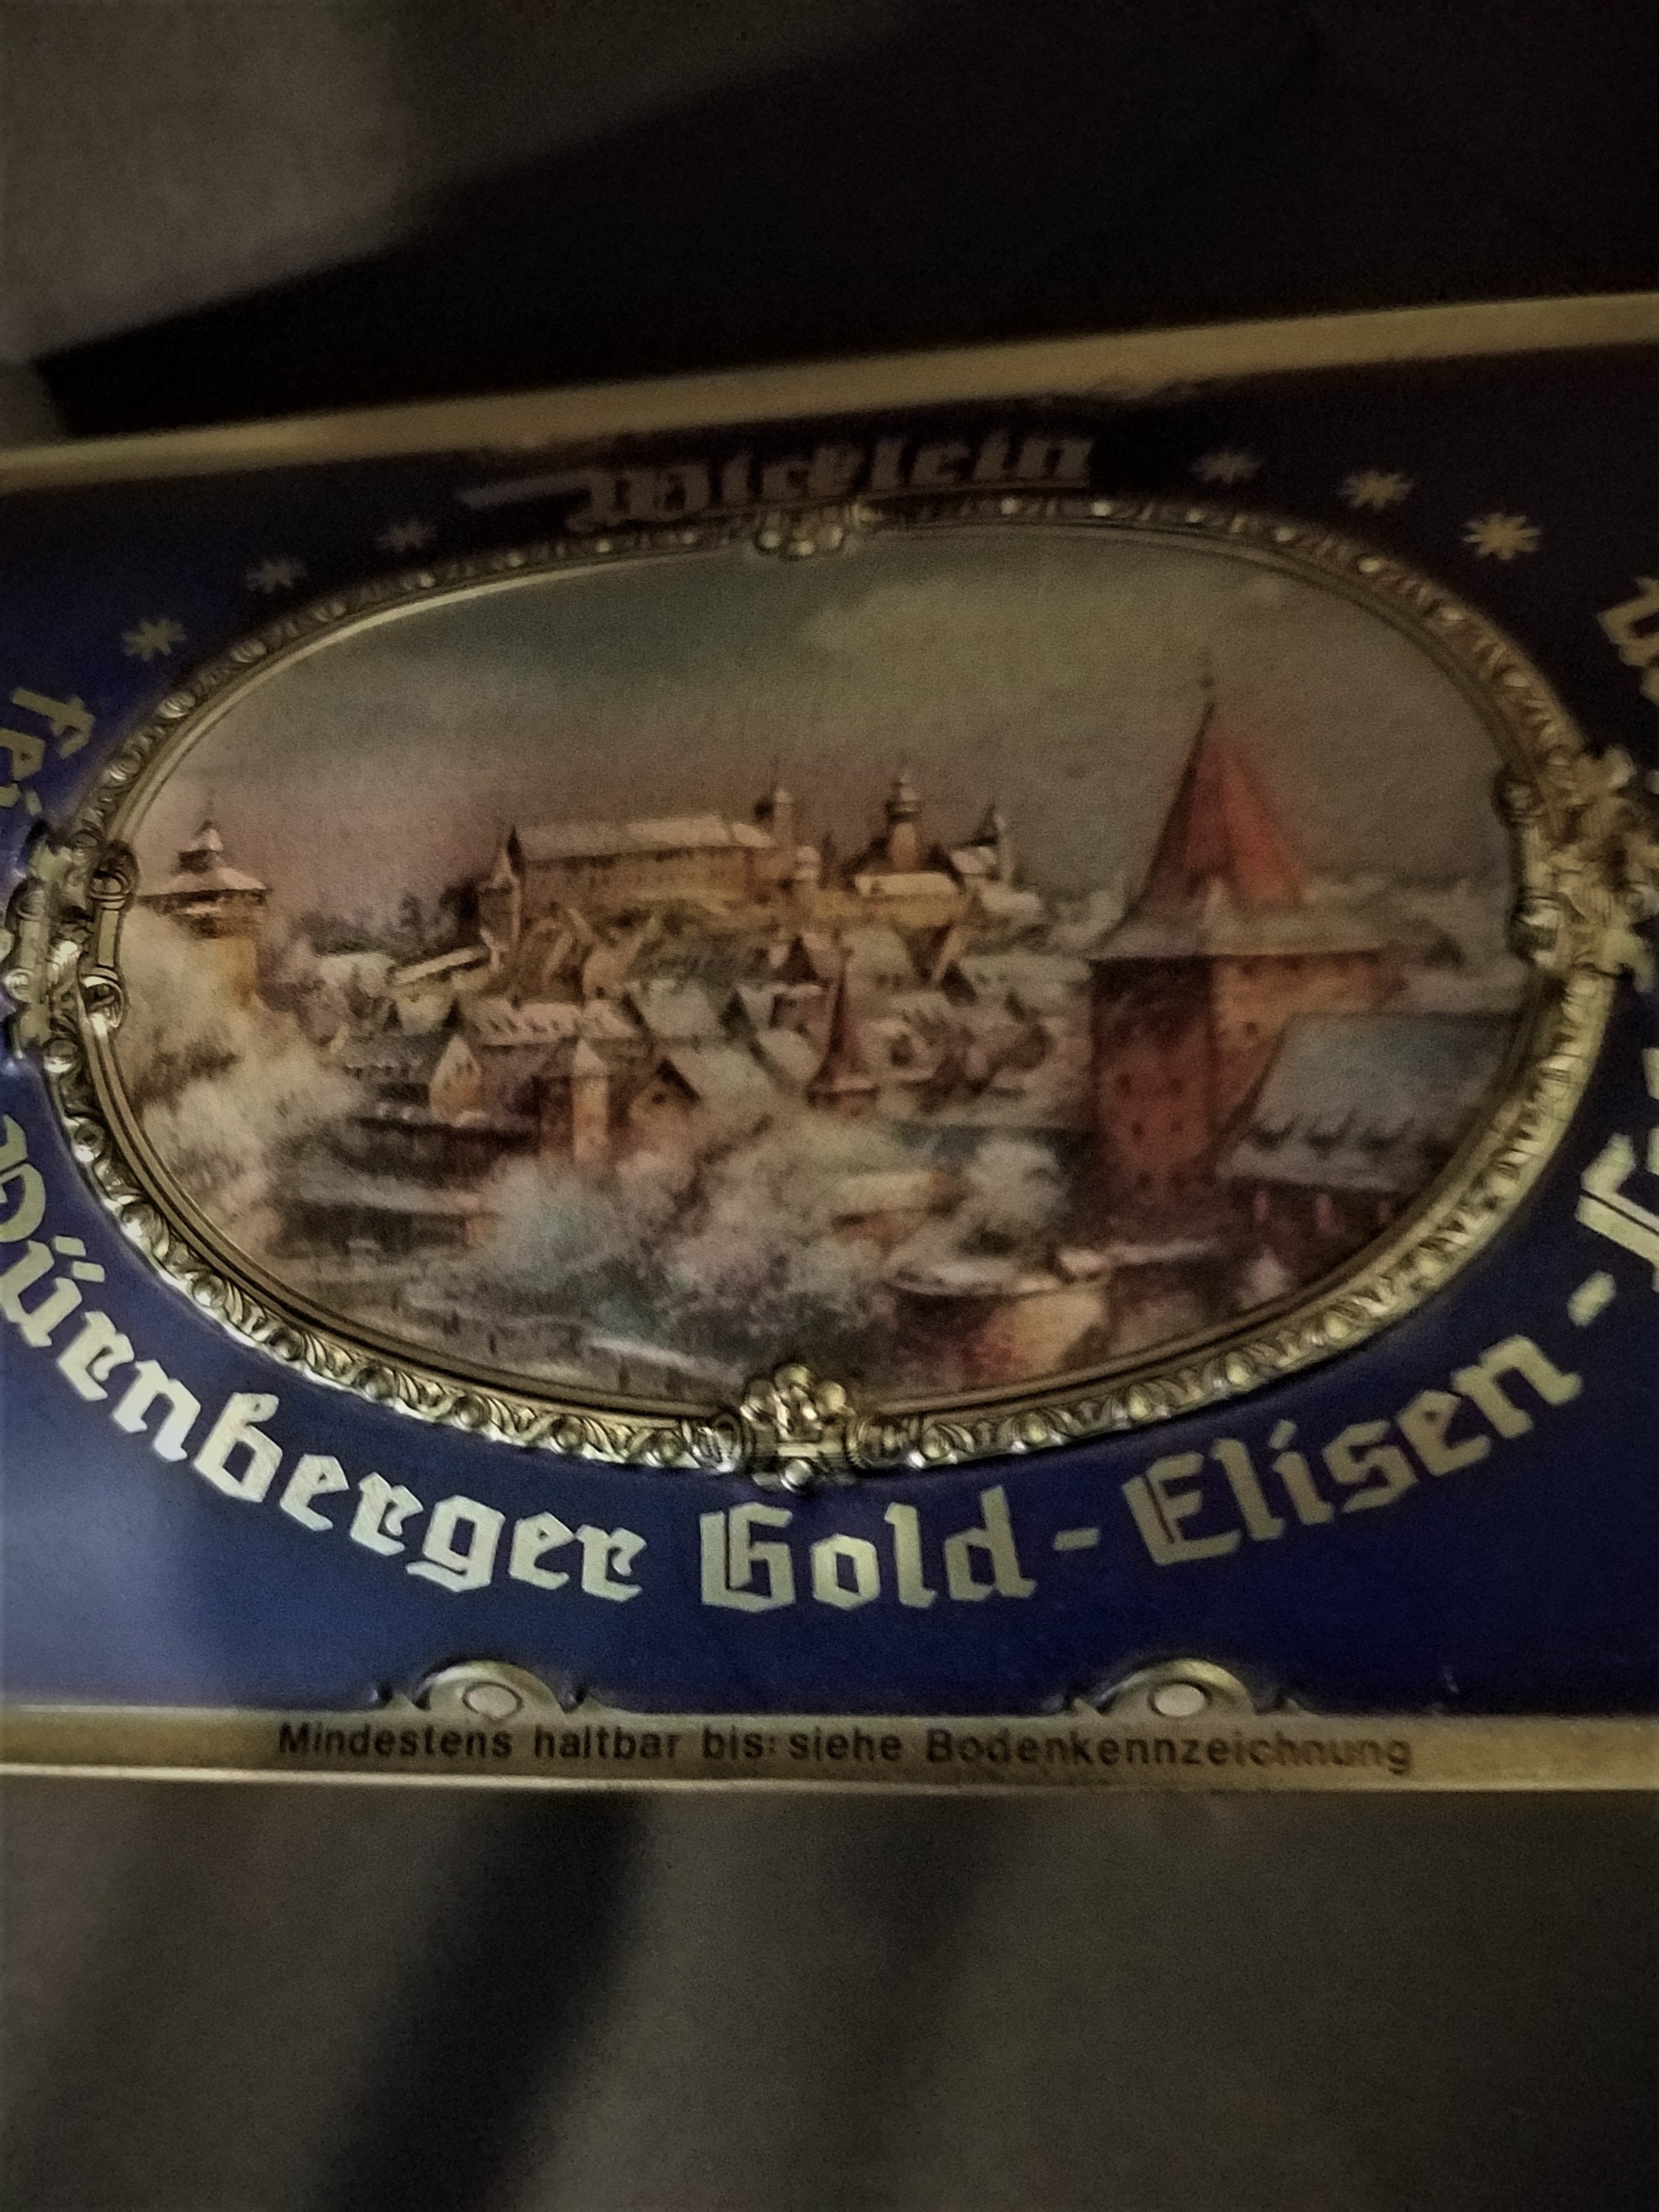 Wicklein
Nürnberger Gold-Elisen-
Mindestens haltbar bis: siehe Bodenkennzeichnung